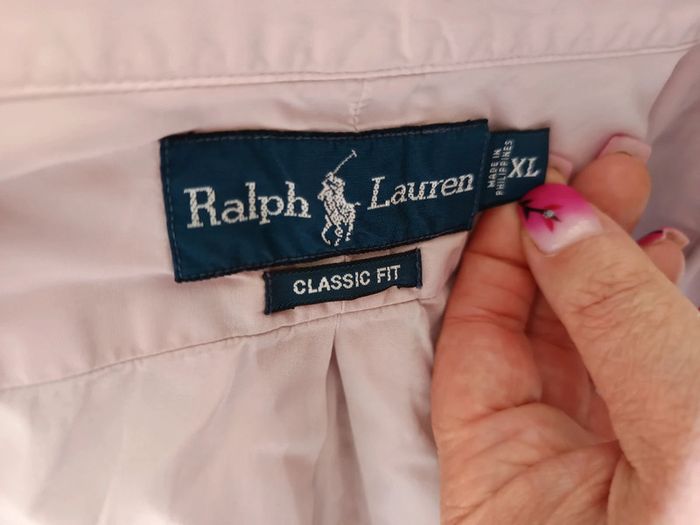 Ralph Lauren
MADE IN
PHILIPPINES
XL
CLASSIC FIT